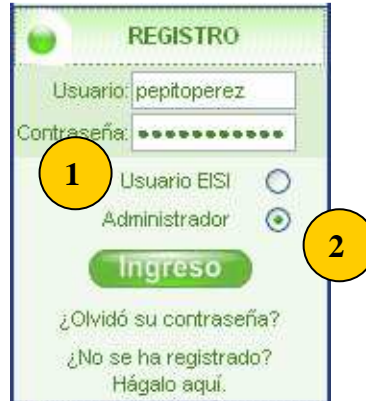 REGISTRO
Usuario: pepitoperez
Contraseña:
1
Usuario EISI
Administrador
2
Ingreso
¿Olvidó su contraseña?
¿No se ha registrado?
Hágalo aquí.